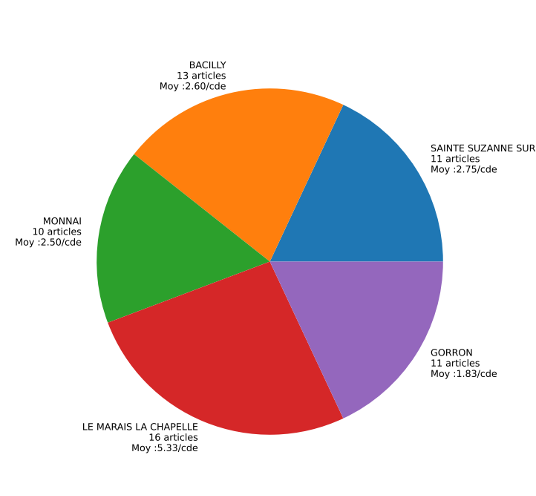 BACILLY
13 articles
Moy :2.60/cde
SAINTE SUZANNE SUR
11 articles
Moy :2.75/cde
MONNAI
10 articles
Moy :2.50/cde
GORRON
11 articles
Moy :1.83/cde
LE MARAIS LA CHAPELLE
16 articles
Moy :5.33/cde